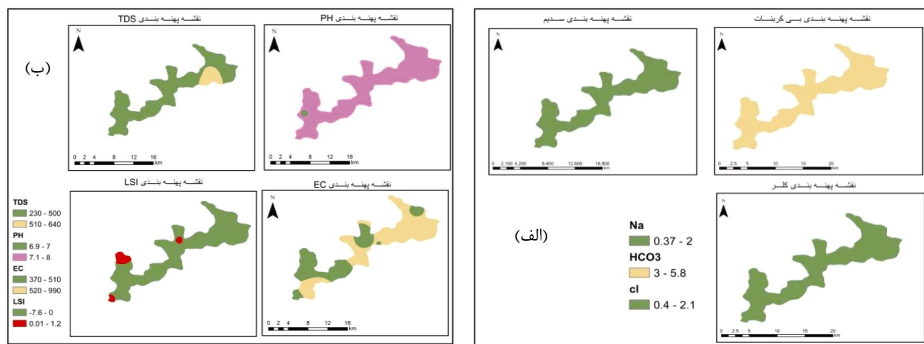 نقشه پهنه بندی TDS
N
(ب)
0 2 4 8 12 16
km
نقشه پهنه بندی PH
N
0 2 4 8 12 16
km
نقشه پهنه بندی LSI
N
TDS
230 - 500
510 - 640
PH
6.9 - 7
7.1 - 8
EC
370 - 510
520 - 990
LSI
-7.6 - 0
0.01 - 1.2
0 2 4 8 12 16
km
نقشه پهنه بندی EC
N
0 2 4 8 12 16
km
نقشه پهنه بندی سدیم
N
0 2.100 4.200 8.400 12.600 16.800
km
نقشه پهنه بندی بی کربنات
N
0 2.5 5 10 15 20
km
(الف)
Na
0.37 - 2
HCO3
3 - 5.8
cl
0.4 - 2.1
نقشه پهنه بندی کلر
N
0 2.5 5 10 15 20
km